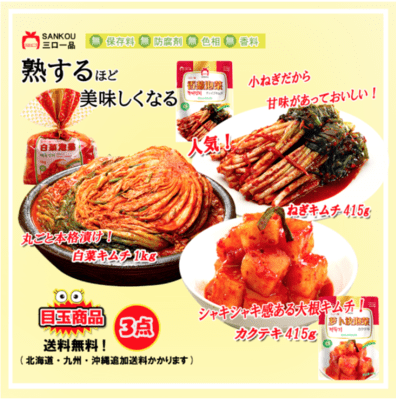 SANKOU
三口一品
無 保存料 無 防腐剤 無 色粗 無 香料
熟するほど
美味しくなる
小ねぎだから
甘味があっておいしい！
白菜泡菜
人気！
ねぎキムチ 415g
丸ごと本格漬け！
白菜キムチ 1kg
シャキシャキ感ある大根キムチ！
カクテキ 415g
目玉商品
3点
送料無料！
（北海道・九州・沖縄追加送料かかります）